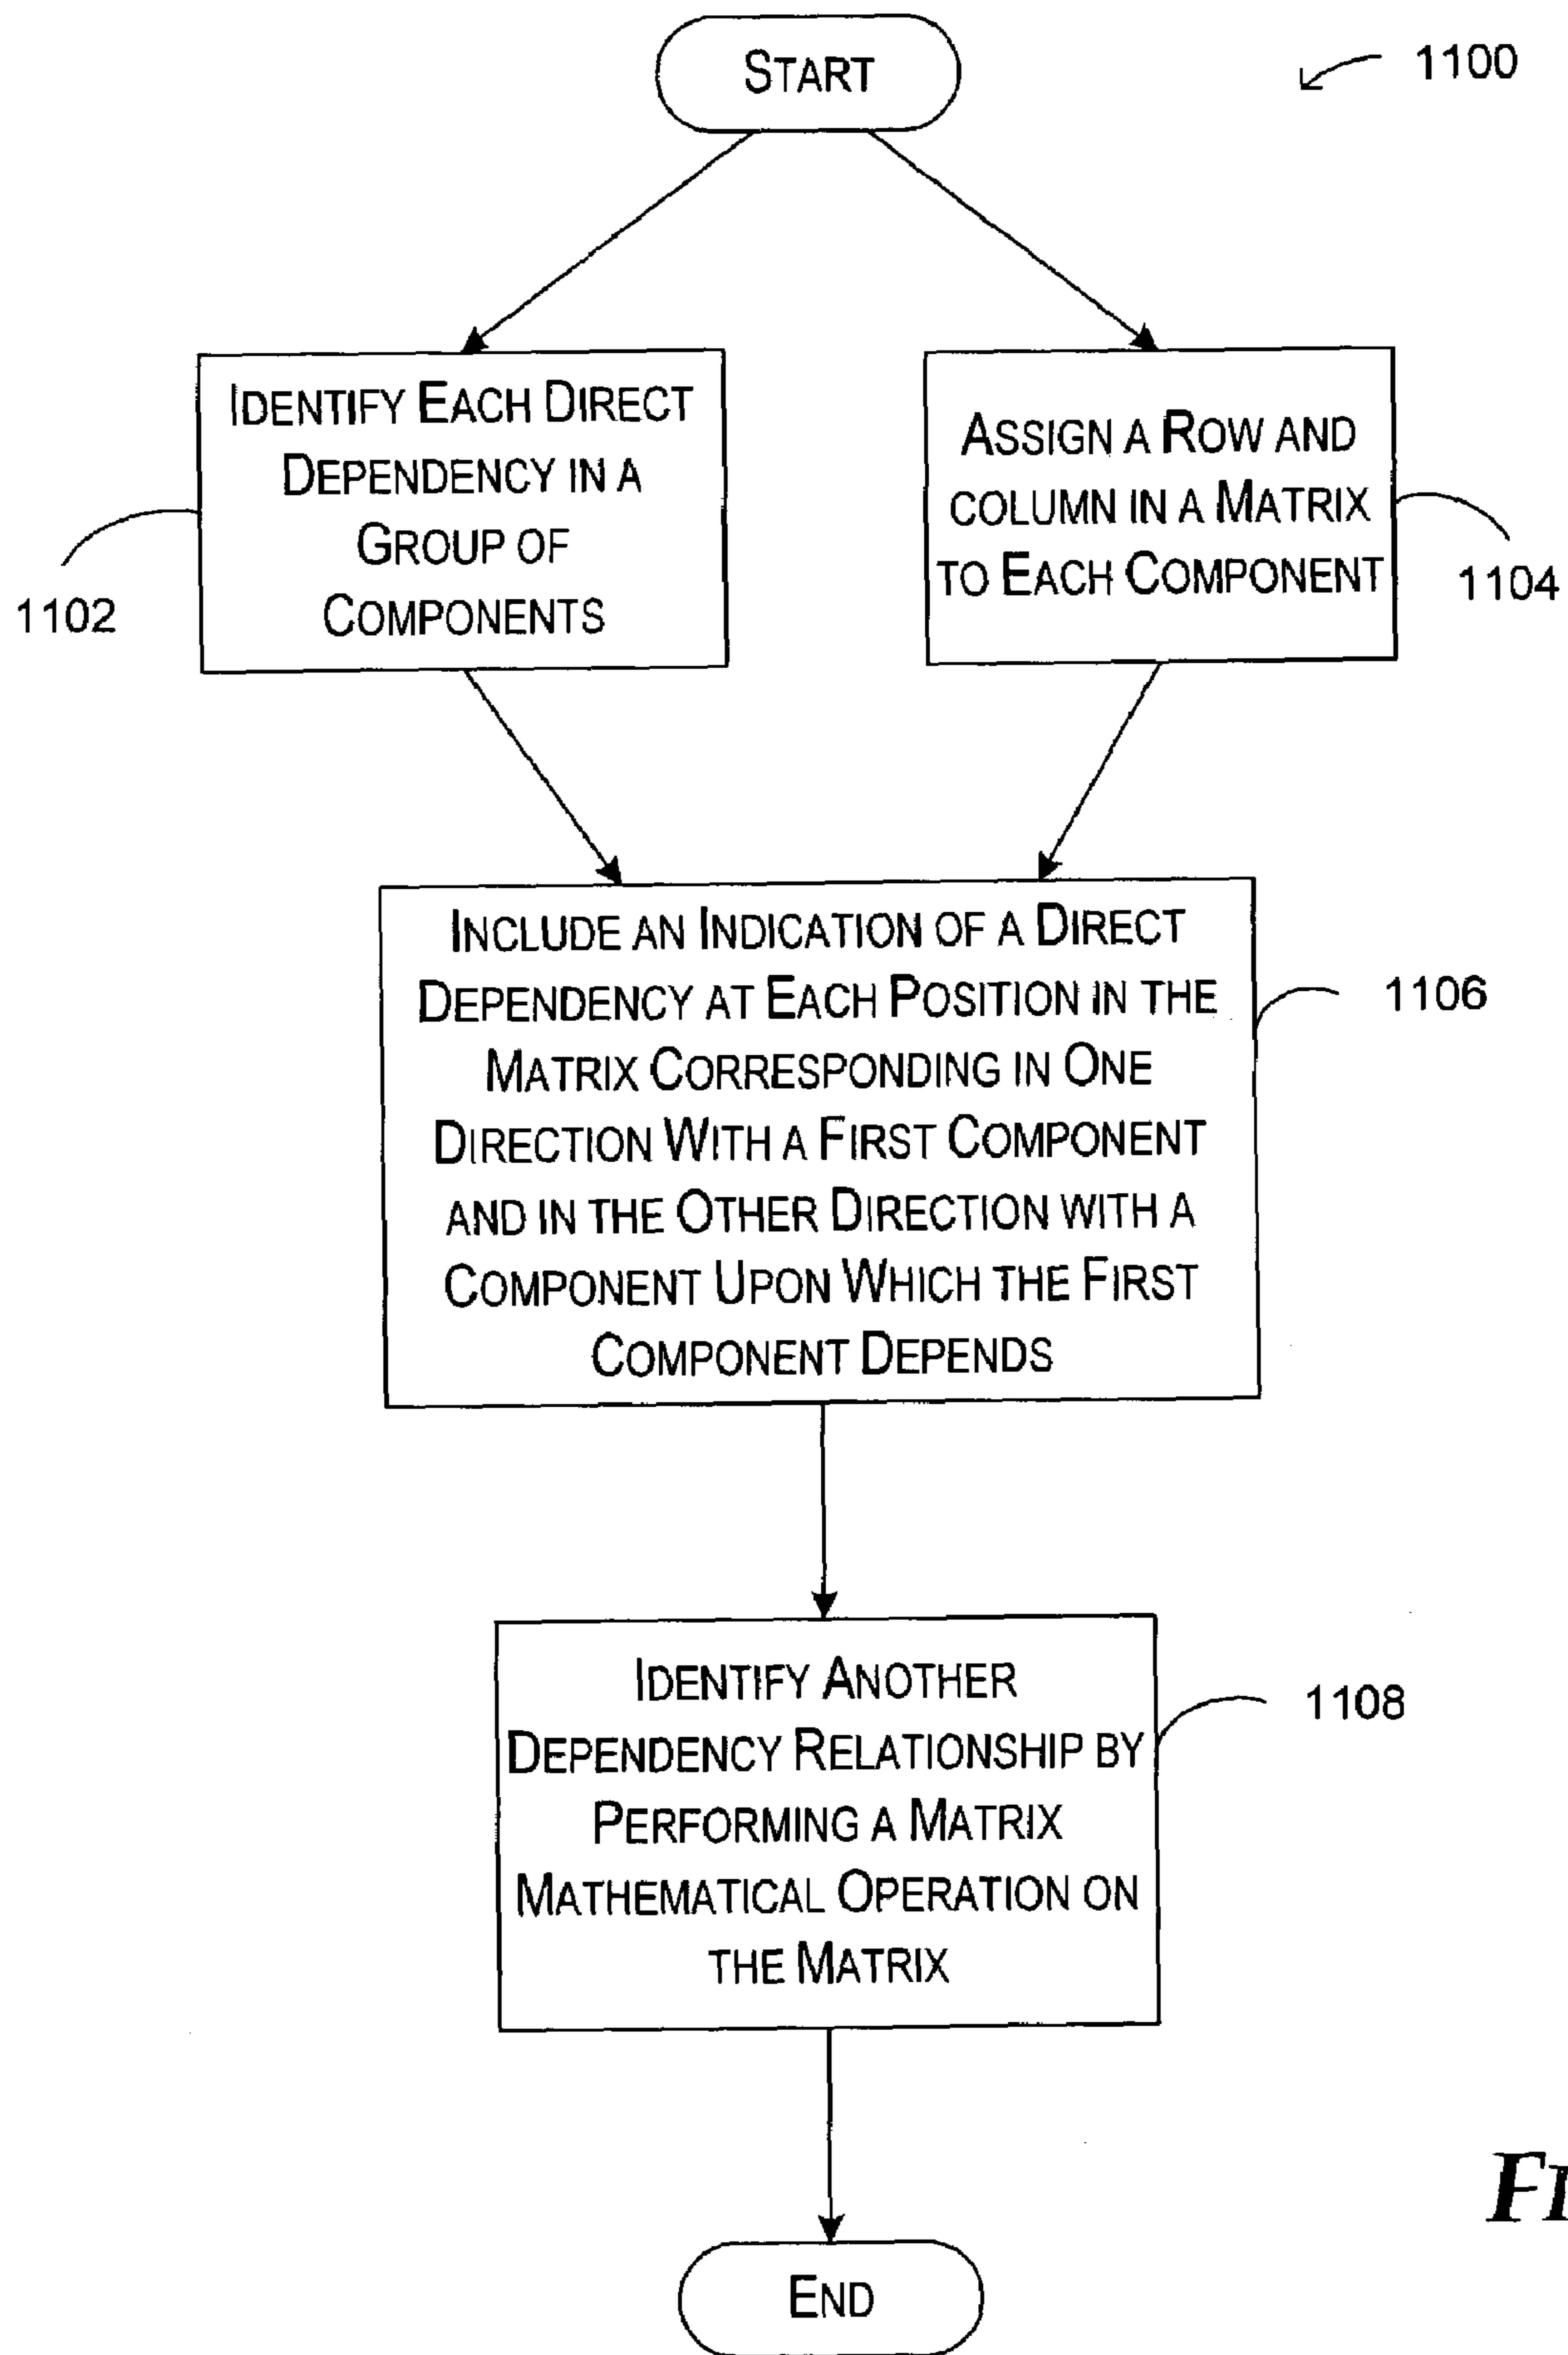 START
1100
IDENTIFY EACH DIRECT
DEPENDENCY IN A
GROUP OF
COMPONENTS
1102
ASSIGN A ROW AND
COLUMN IN A MATRIX
TO EACH COMPONENT
1104
INCLUDE AN INDICATION OF A DIRECT
DEPENDENCY AT EACH POSITION IN THE
MATRIX CORRESPONDING IN ONE
DIRECTION WITH A FIRST COMPONENT
AND IN THE OTHER DIRECTION WITH A
COMPONENT UPON WHICH THE FIRST
COMPONENT DEPENDS
1106
IDENTIFY ANOTHER
DEPENDENCY RELATIONSHIP BY
PERFORMING A MATRIX
MATHEMATICAL OPERATION ON
THE MATRIX
1108
END